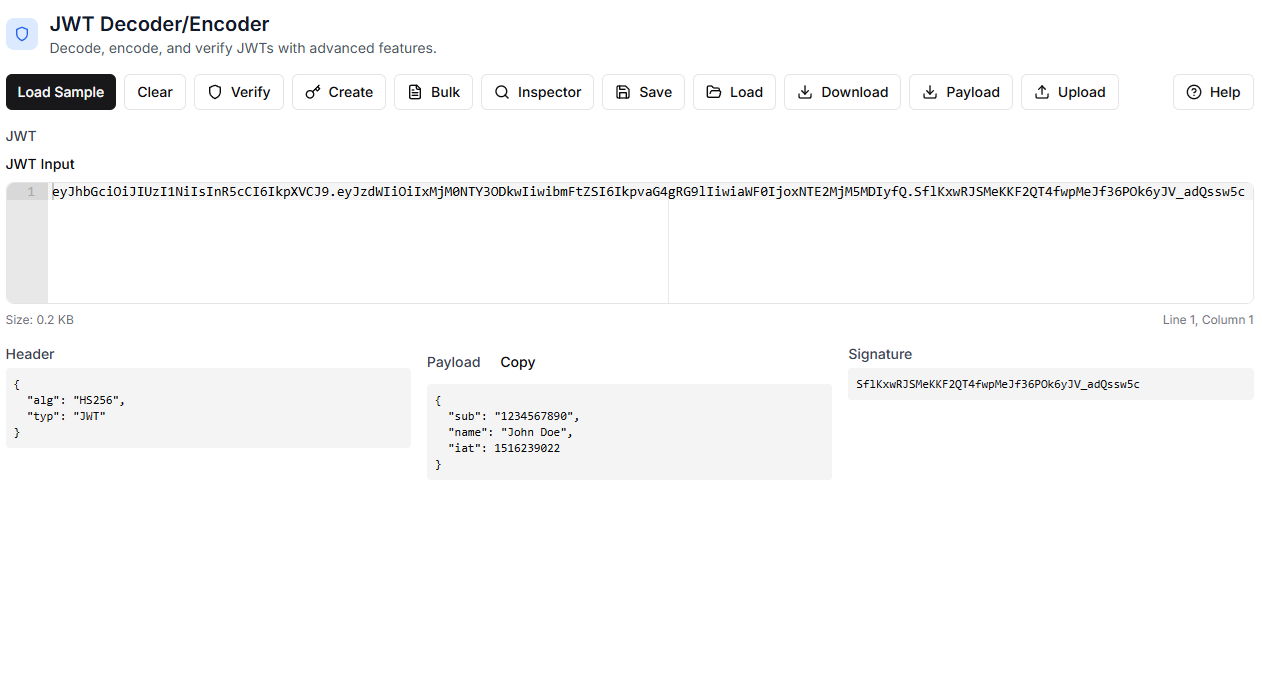 JWT Decoder/Encoder
Decode, encode, and verify JWTs with advanced features.
Load Sample Clear Verify Create Bulk Inspector Save Load Download Payload Upload Help
JWT
JWT Input
1 eyJhbGciOiJIUzI1NiIsInR5cCI6IkpXVCJ9.eyJzdWIiOiIxMjM0NTY3ODkwIiwibmFtZSI6IkpvaG4gRG9lIiwiaWF0IjoxNTE2MjM5MDIyfQ.SflKxwRJSMeKKF2QT4fwpMeJf36POk6yJV_adQssw5c
Size: 0.2 KB Line 1, Column 1
Header
{
  "alg": "HS256",
  "typ": "JWT"
}
Payload Copy
{
  "sub": "1234567890",
  "name": "John Doe",
  "iat": 1516239022
}
Signature
SflKxwRJSMeKKF2QT4fwpMeJf36POk6yJV_adQssw5c